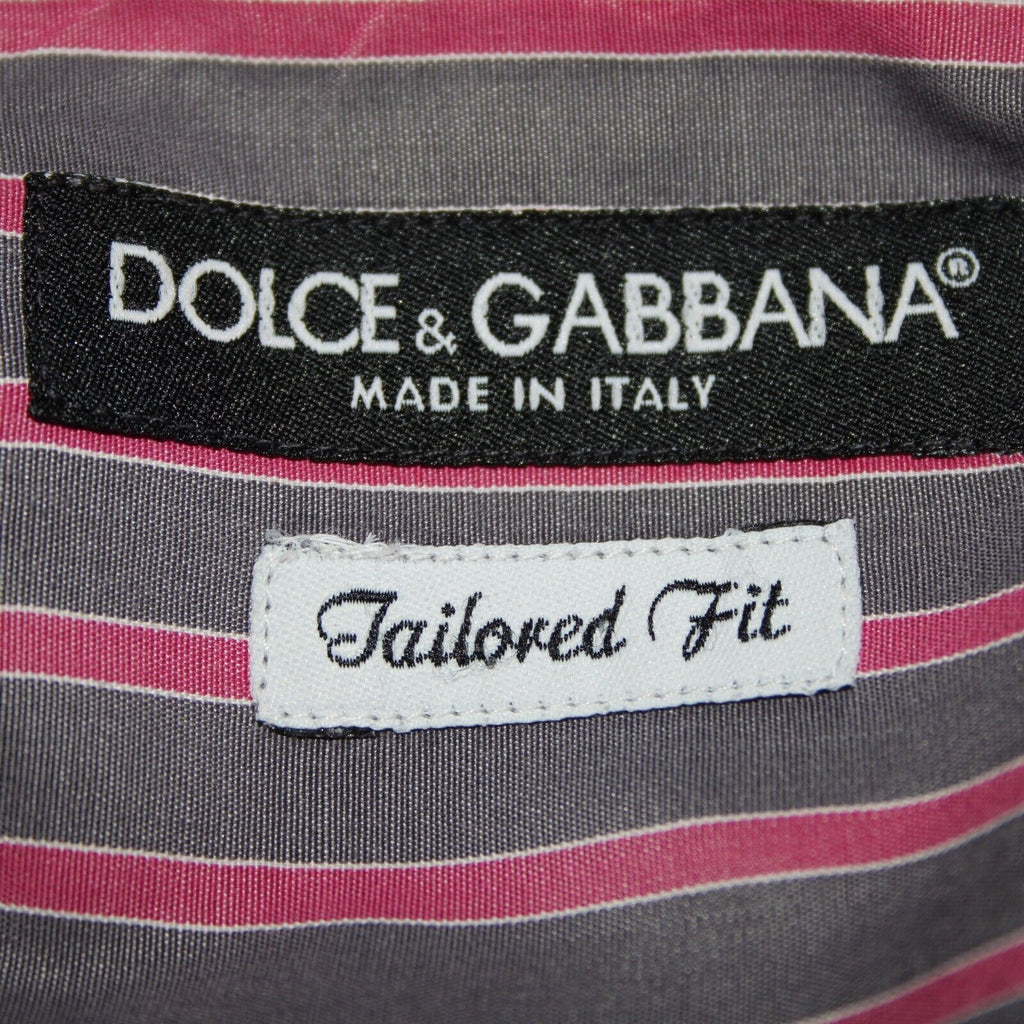 DOLCE & GABBANA®
MADE IN ITALY
Tailored Fit